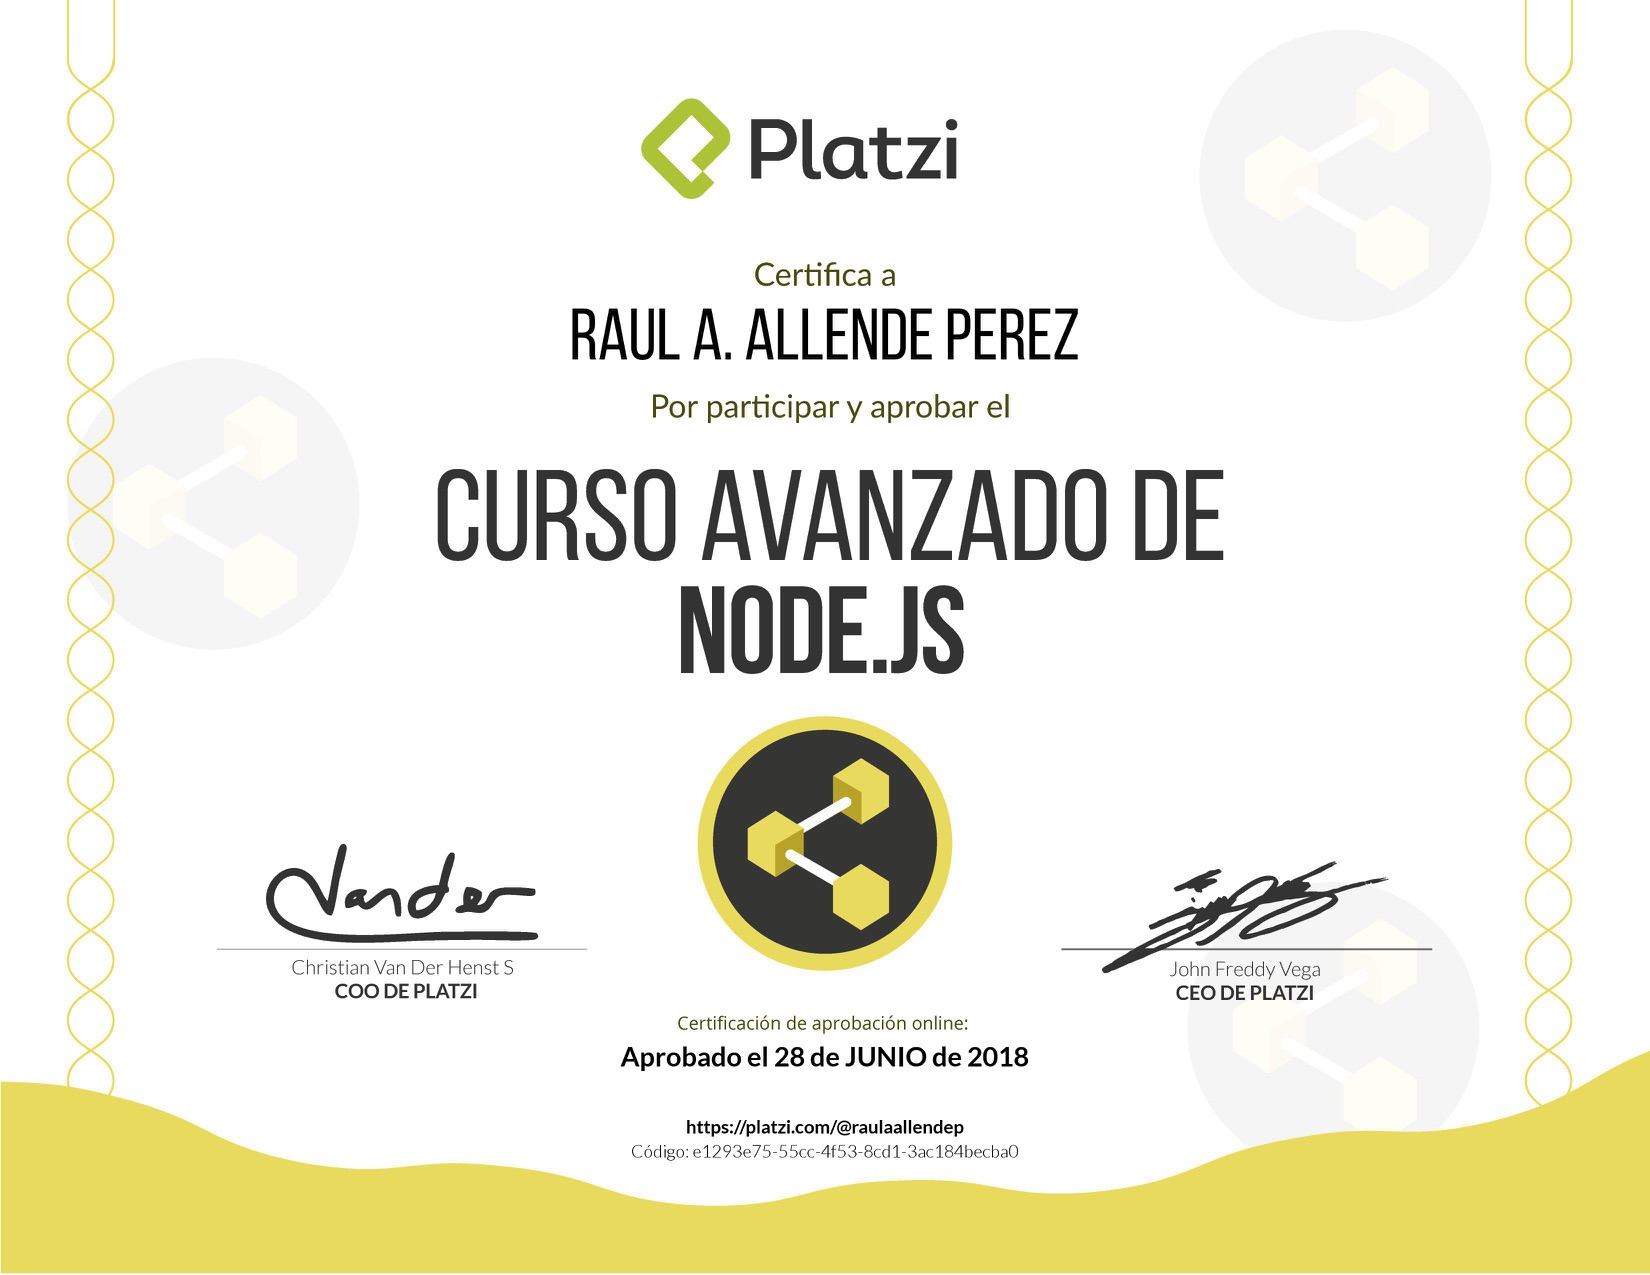 Platzi
Certifica a
RAUL A. ALLENDE PEREZ
Por participar y aprobar el
CURSO AVANZADO DE
NODE.JS
Vander
Christian Van Der Henst S
COO DE PLATZI
John Freddy Vega
CEO DE PLATZI
Certificación de aprobación online:
Aprobado el 28 de JUNIO de 2018
https://platzi.com/@raulaallendep
Código: e1293e75-55cc-4f53-8cd1-3ac184becba0